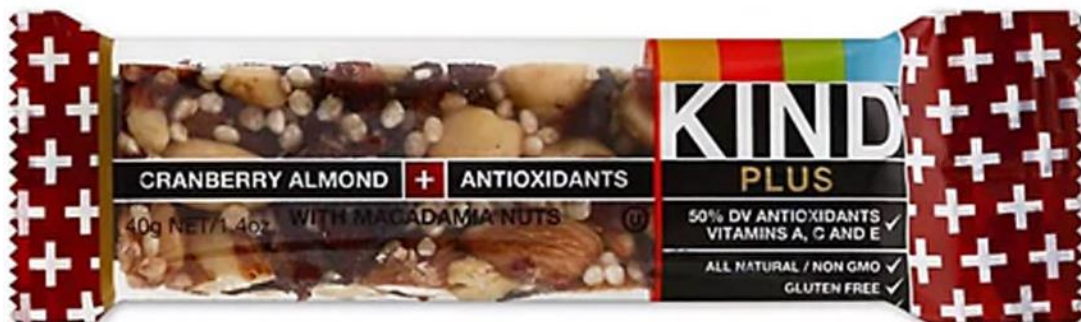 CRANBERRY ALMOND + ANTIOXIDANTS
40g NET/1.4oz WITH MACADAMIA NUTS U
KIND
PLUS
50% DV ANTIOXIDANTS ✓
VITAMINS A, C AND E
ALL NATURAL / NON GMO ✓
GLUTEN FREE ✓